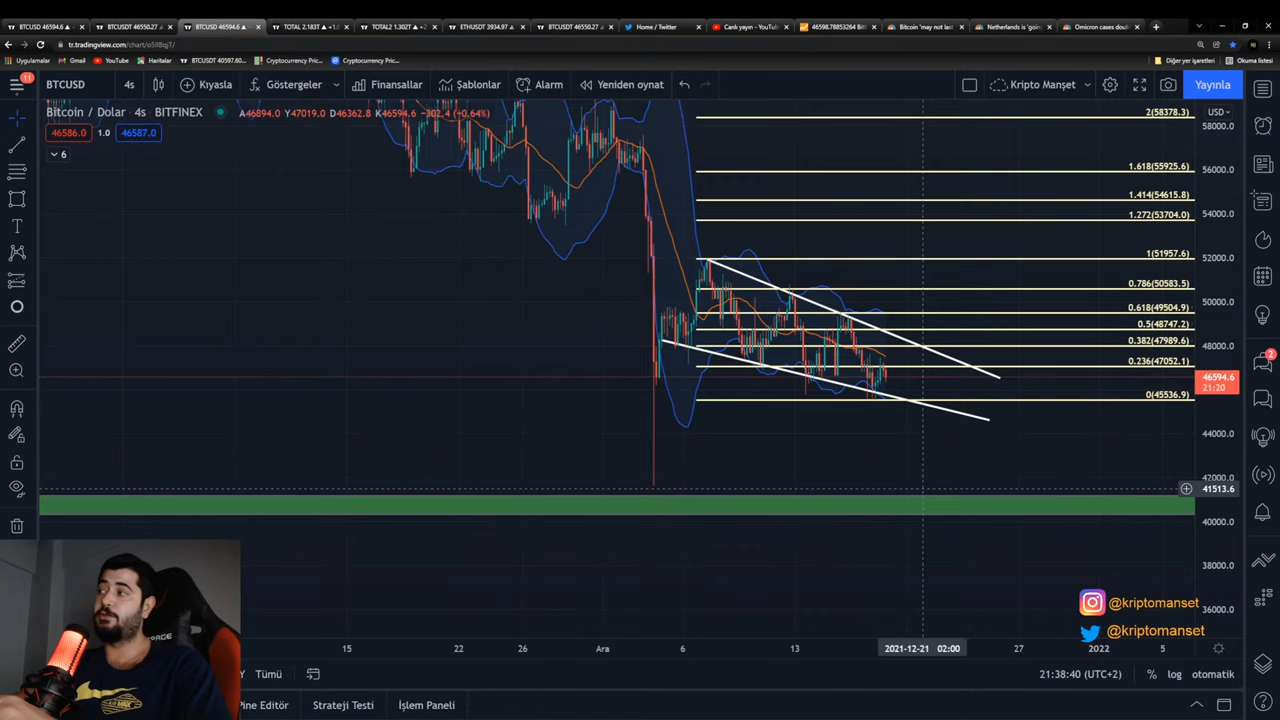 BTCUSD 46594.6
BTCUSDT 46550.27
BTCUSD 46594.6
TOTAL 2.183T
TOTAL2 1.302T
ETHUSDT 3934.97
BTCUSDT 46550.27
Home / Twitter
Canlı yayın - YouTube
46598.78853264
Bitcoin 'may not last
Netherlands is 'going
Omicron cases doub
tr.tradingview.com/chart/
Uygulamalar
Gmail
YouTube
Haritalar
BTCUSDT 40597.60...
Cryptocurrency Pric...
Cryptocurrency Pric...
Diğer yer işaretleri
Okuma listesi
11
BTCUSD
4s
Kıyasla
Göstergeler
Finansallar
Şablonlar
Alarm
Yeniden oynat
Kripto Manşet
Yayınla
Bitcoin / Dolar · 4s · BITFINEX
A46894.0 Y47019.0 D46362.8 K46594.6 -302.4 (+0.64%)
46586.0
1.0
46587.0
6
USD
2(58378.3)
58000.0
1.618(55925.6)
56000.0
1.414(54615.8)
54000.0
1.272(53704.0)
1(51957.6)
52000.0
0.786(50583.5)
50000.0
0.618(49504.9)
0.5(48747.2)
0.382(47989.6)
48000.0
0.236(47052.1)
46594.6
21:20
0(45536.9)
44000.0
42000.0
41513.6
40000.0
38000.0
36000.0
2
@kriptomanset
@kriptomanset
15
22
Ara
6
13
2021-12-21 02:00
27
2022
5
Y
Tümü
21:38:40 (UTC+2)
%
log
otomatik
Pine Editör
Strateji Testi
İşlem Paneli